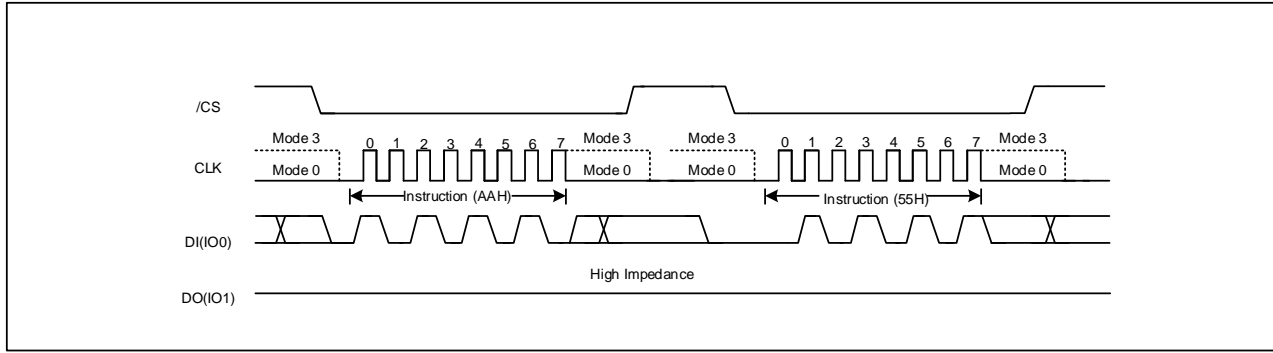 /CS
Mode 3 0 1 2 3 4 5 6 7 Mode 3 Mode 3 0 1 2 3 4 5 6 7 Mode 3
CLK Mode 0 Mode 0 Mode 0 Mode 0
Instruction (AAH) Instruction (55H)
DI(IO0)
High Impedance
DO(IO1)